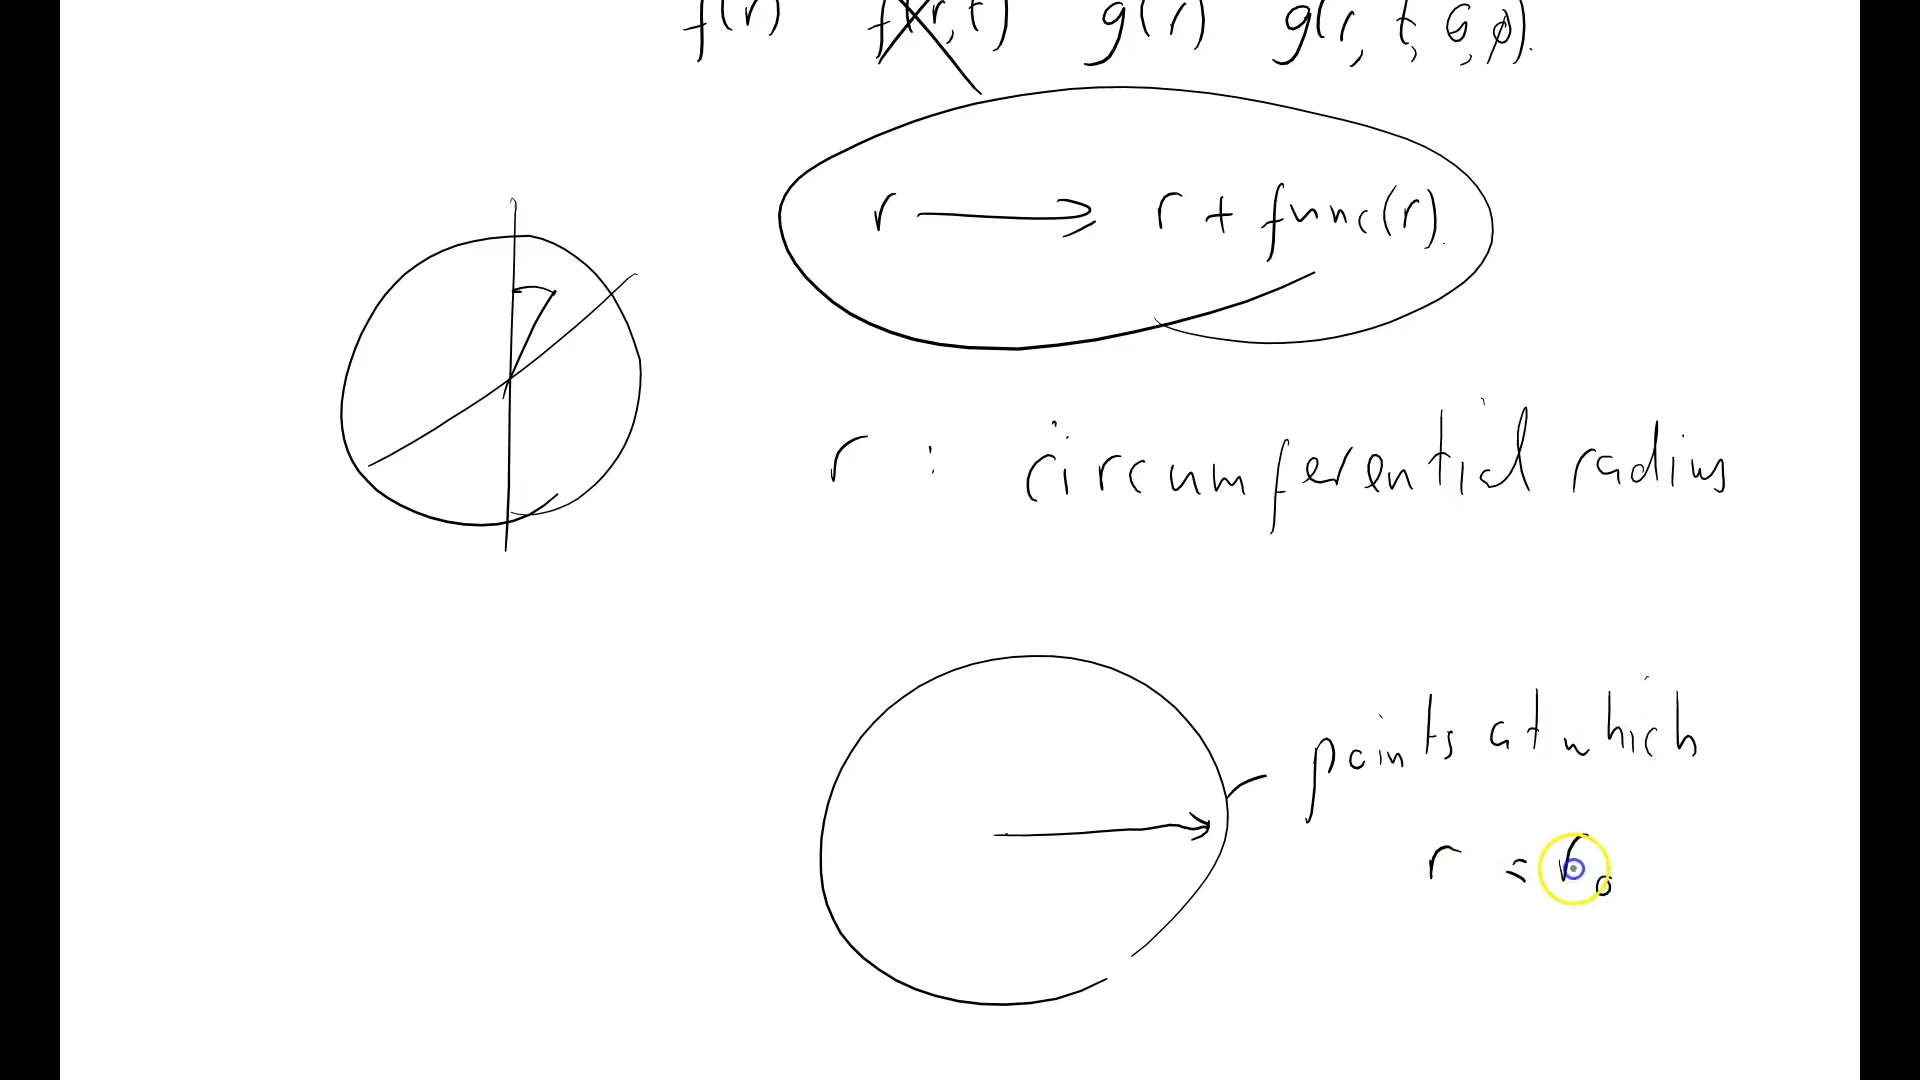 f(r) f(r,t) g(r) g(r, t, θ, φ).
r → r + func(r).
r : circumferential radius
points at which
r = r₀